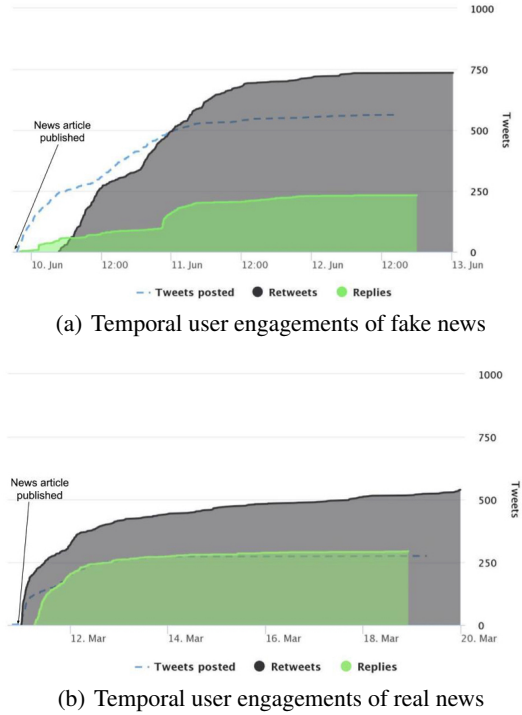 1000
750
News article
published
500
Tweets
250
0
10. Jun 12:00 11. Jun 12:00 12. Jun 12:00 13. Jun
Tweets posted Retweets Replies
(a) Temporal user engagements of fake news
1000
750
News article
published
500
Tweets
250
0
12. Mar 14. Mar 16. Mar 18. Mar 20. Mar
Tweets posted Retweets Replies
(b) Temporal user engagements of real news